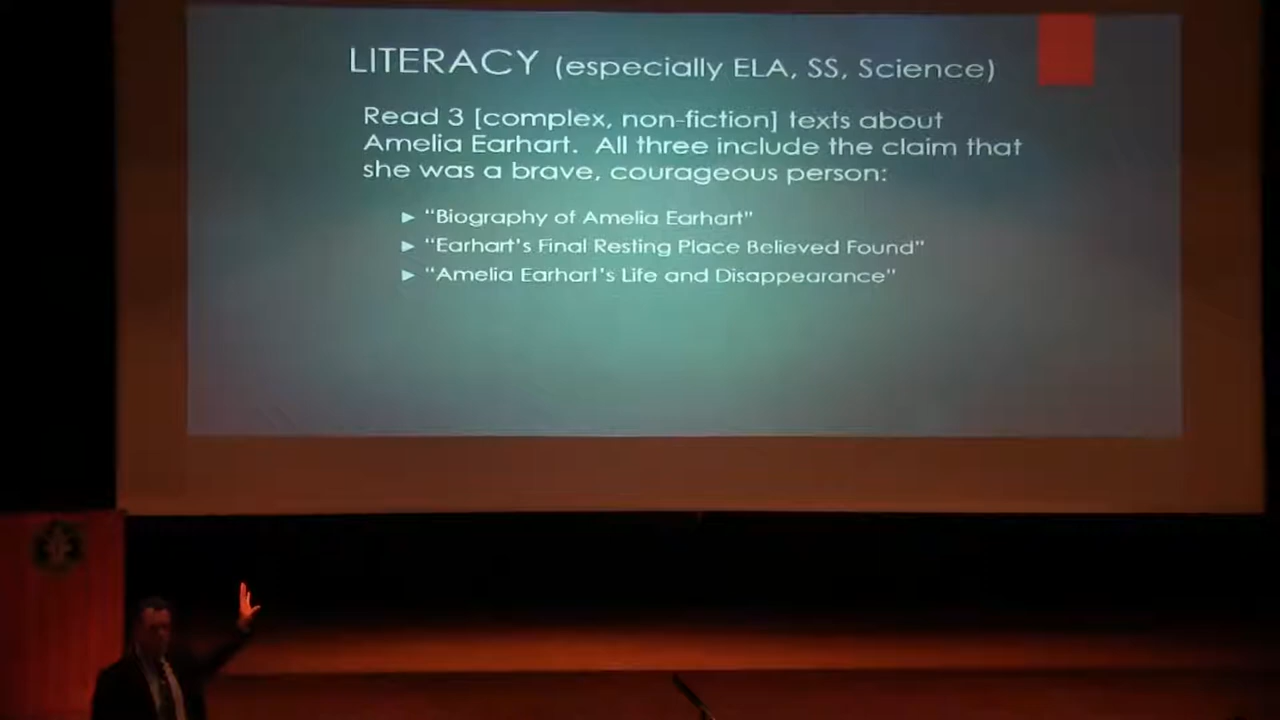 LITERACY (especially ELA, SS, Science)
Read 3 [complex, non-fiction] texts about
Amelia Earhart. All three include the claim that
she was a brave, courageous person:
► "Biography of Amelia Earhart"
► "Earhart's Final Resting Place Believed Found"
► "Amelia Earhart's Life and Disappearance"